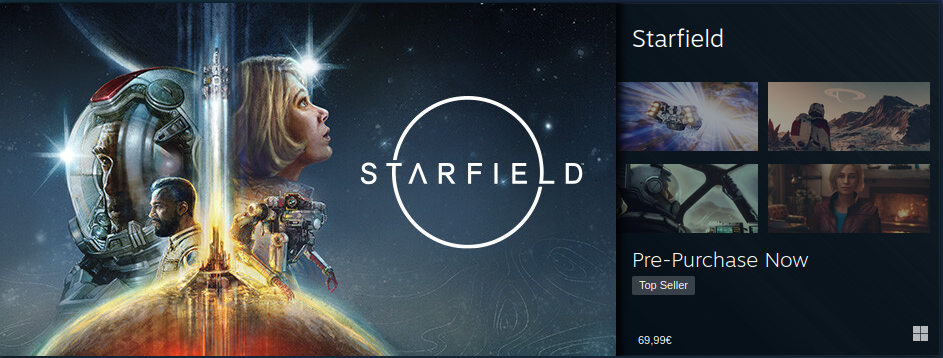 STARFIELD
Starfield
Pre-Purchase Now
Top Seller
69,99€